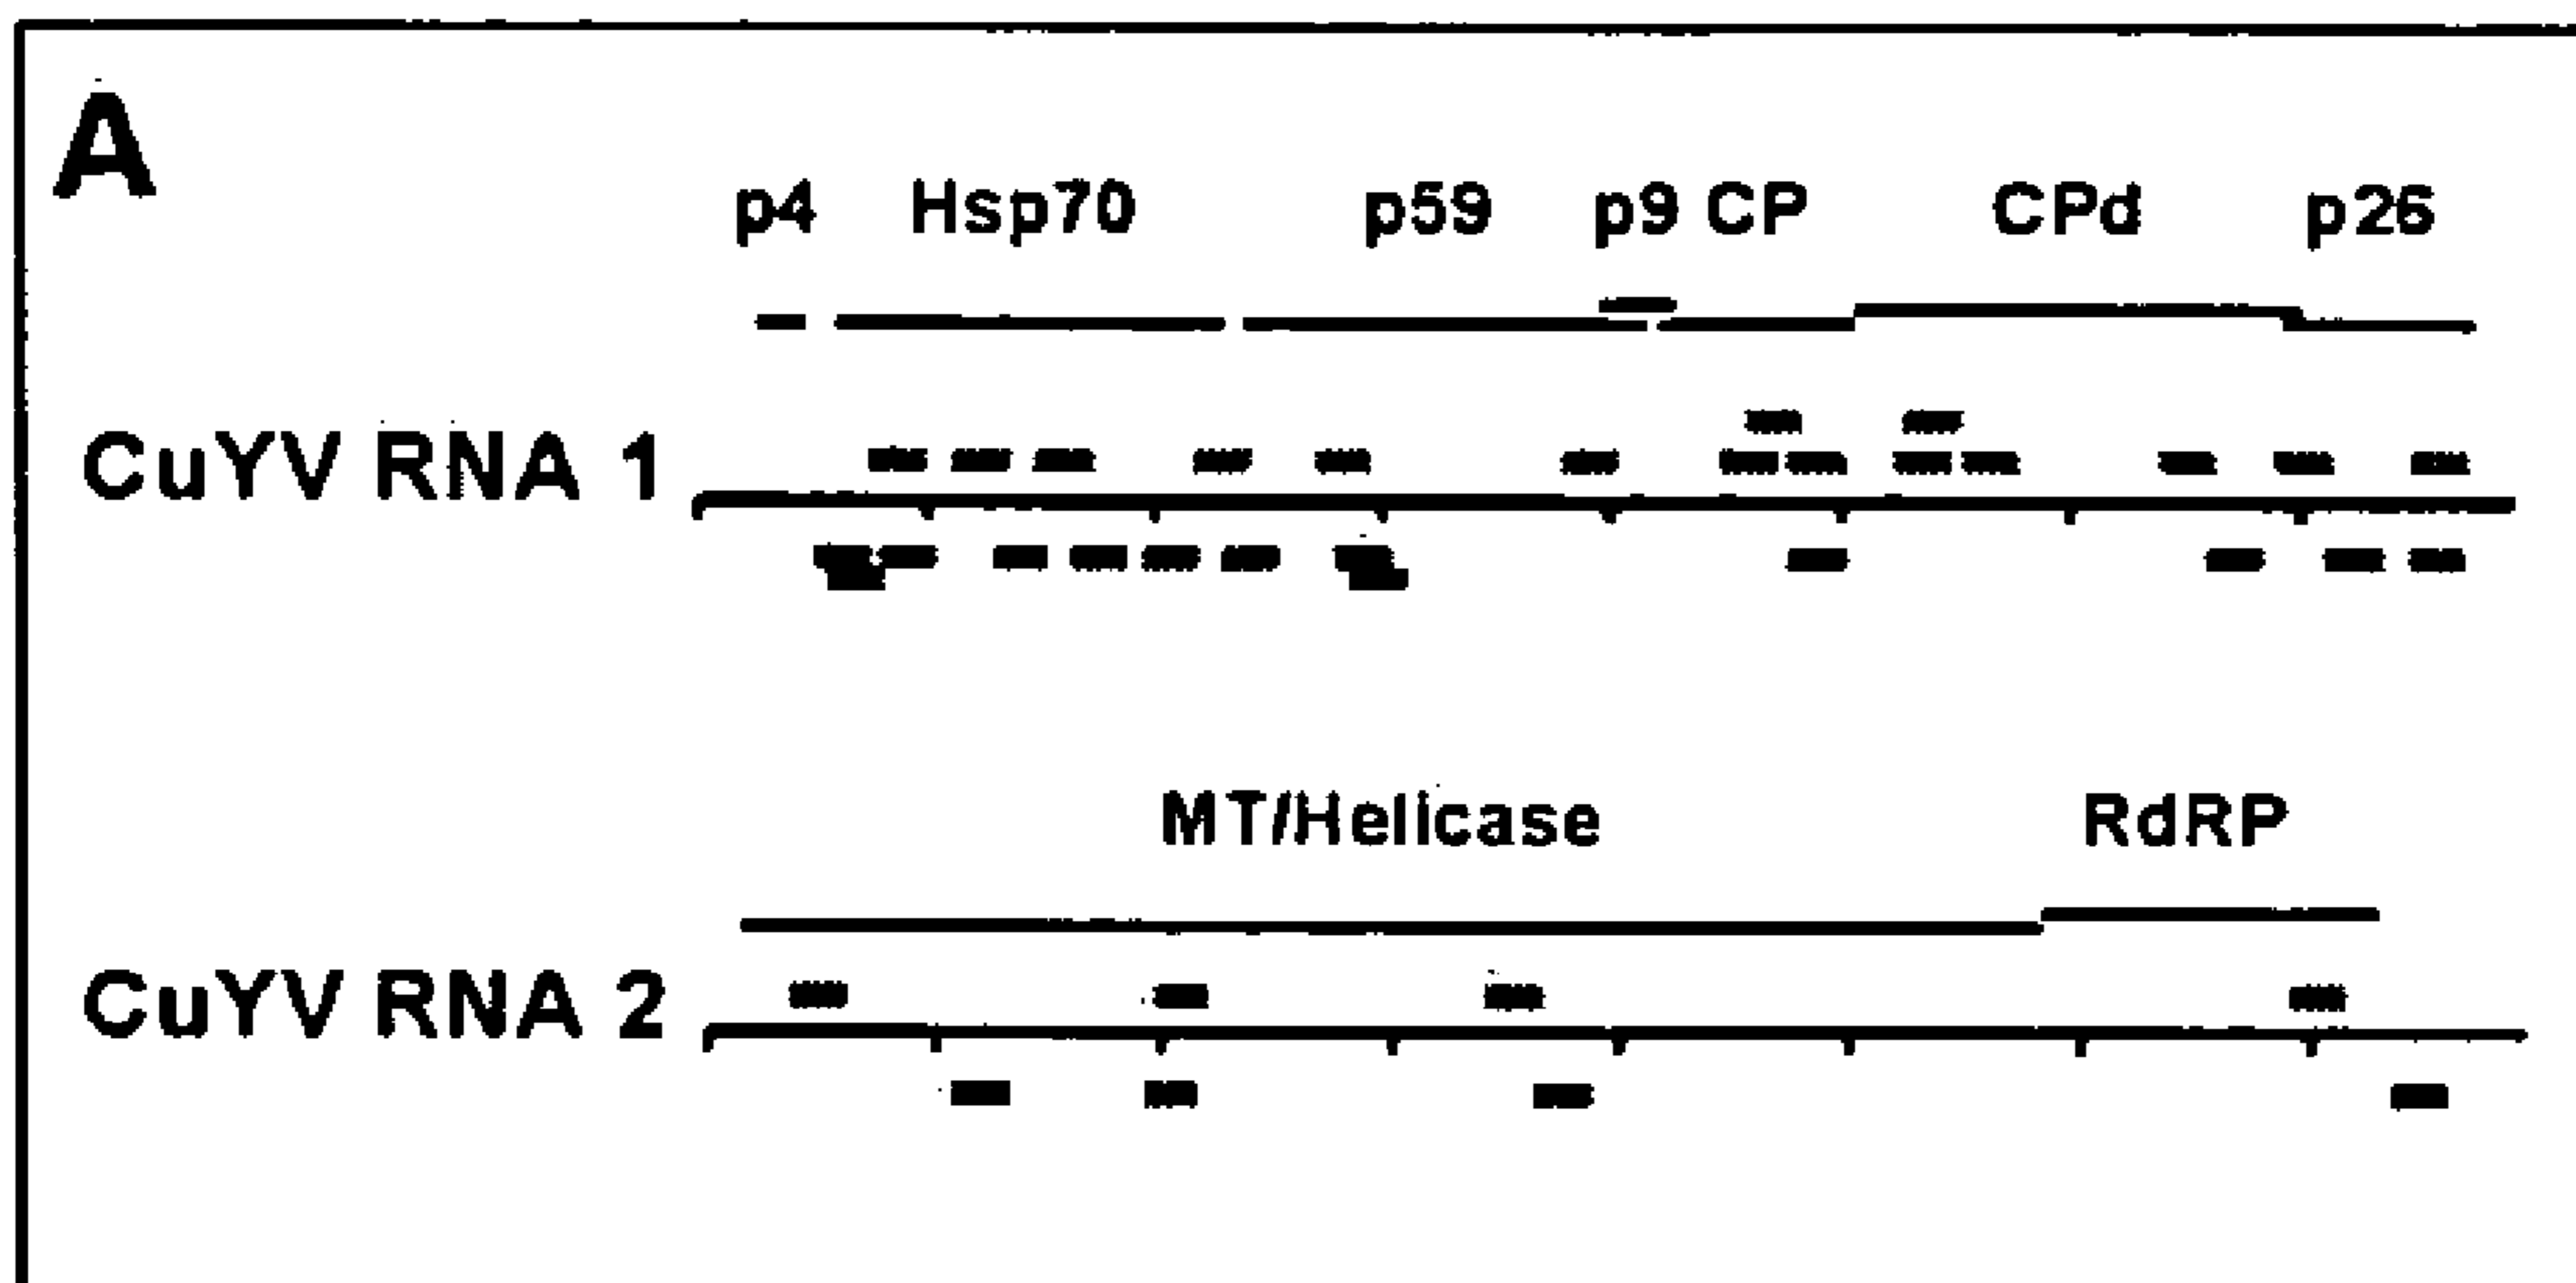 A
p4 Hsp70 p59 p9 CP CPd p26
CuYV RNA 1
MT/Helicase RdRP
CuYV RNA 2